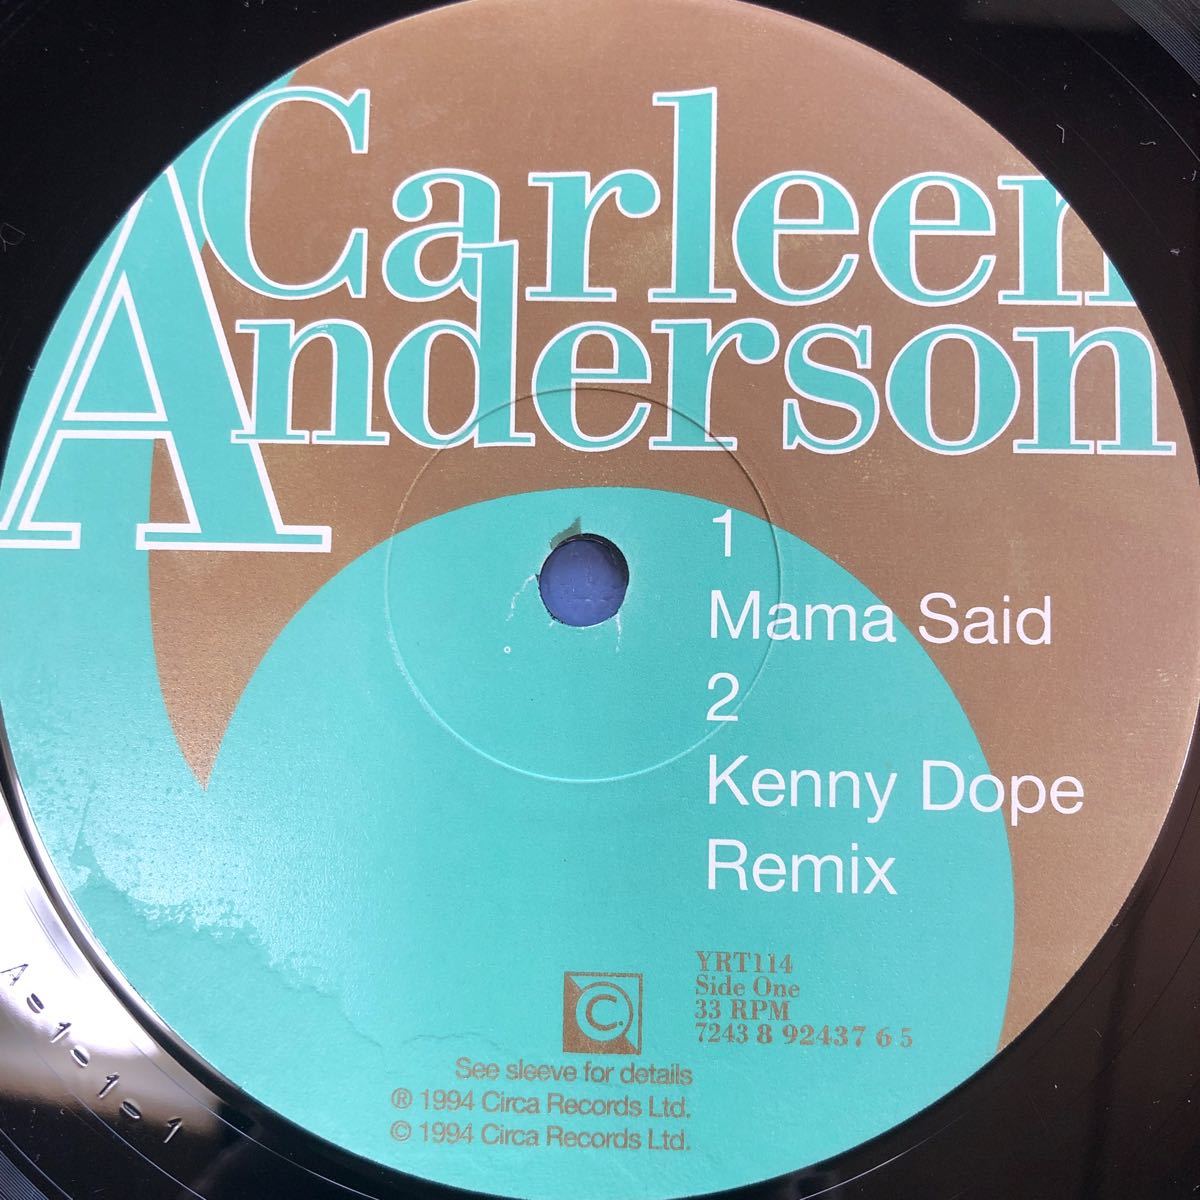 Carleen
Anderson
1
Mama Said
2
Kenny Dope
Remix
C.
YRT114
Side One
33 RPM
7243 8 92437 6 5
See sleeve for details
® 1994 Circa Records Ltd.
© 1994 Circa Records Ltd.
A-1-1-1